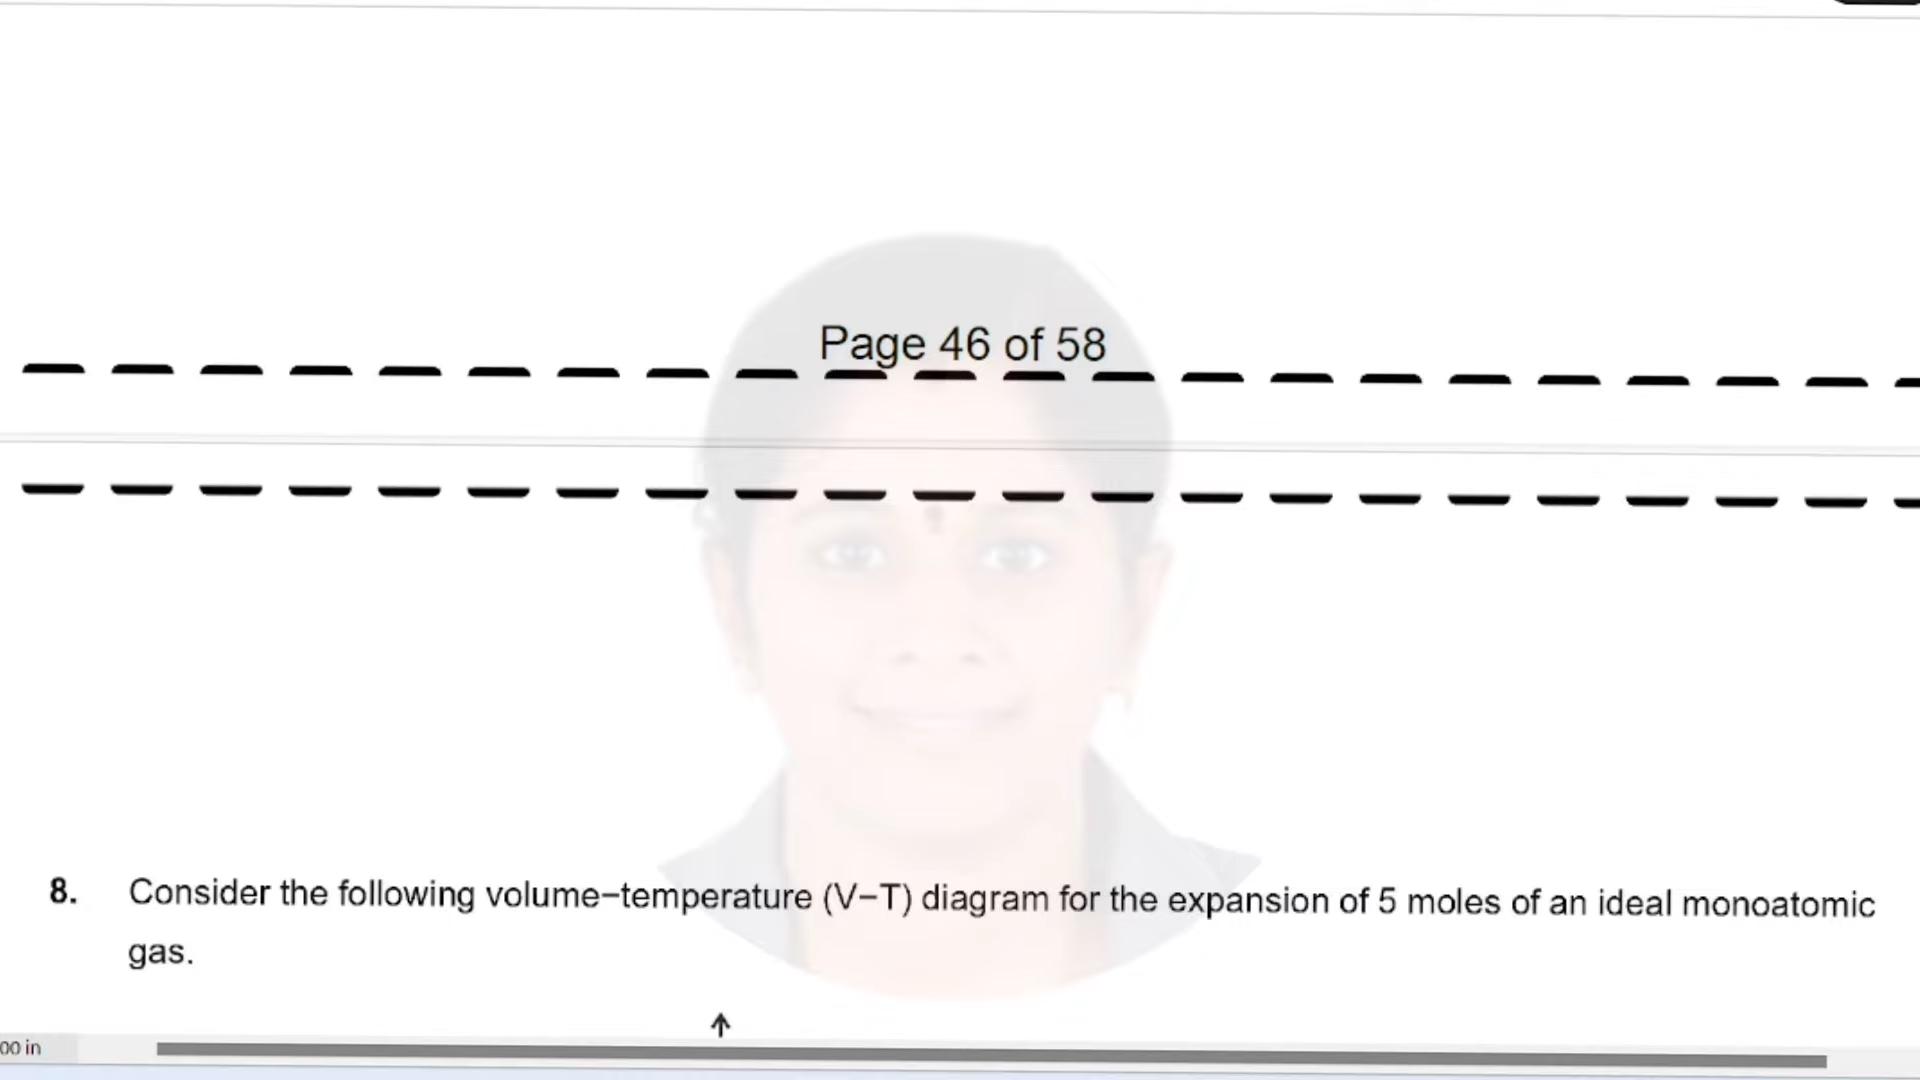 Page 46 of 58
8. Consider the following volume−temperature (V−T) diagram for the expansion of 5 moles of an ideal monoatomic
gas.
00 in